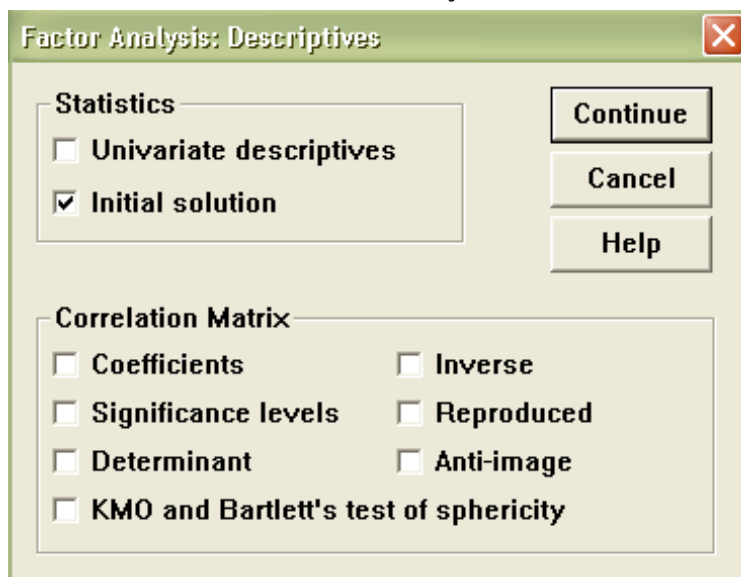 Factor Analysis: Descriptives
Statistics
Univariate descriptives
Initial solution
Continue
Cancel
Help
Correlation Matrix
Coefficients
Inverse
Significance levels
Reproduced
Determinant
Anti-image
KMO and Bartlett's test of sphericity